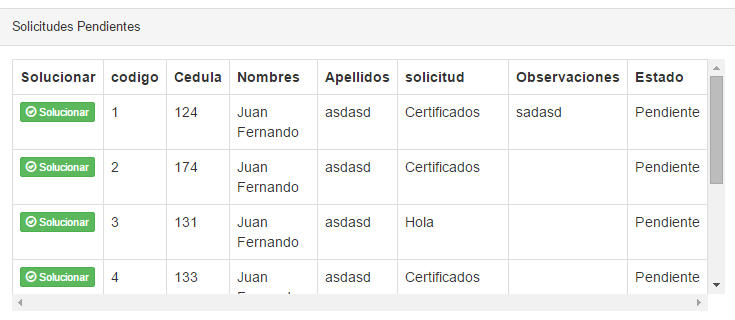 Solicitudes Pendientes
Solucionar codigo Cedula Nombres Apellidos solicitud Observaciones Estado
Solucionar 1 124 Juan Fernando asdasd Certificados sadasd Pendiente
Solucionar 2 174 Juan Fernando asdasd Certificados Pendiente
Solucionar 3 131 Juan Fernando asdasd Hola Pendiente
Solucionar 4 133 Juan asdasd Certificados Pendiente